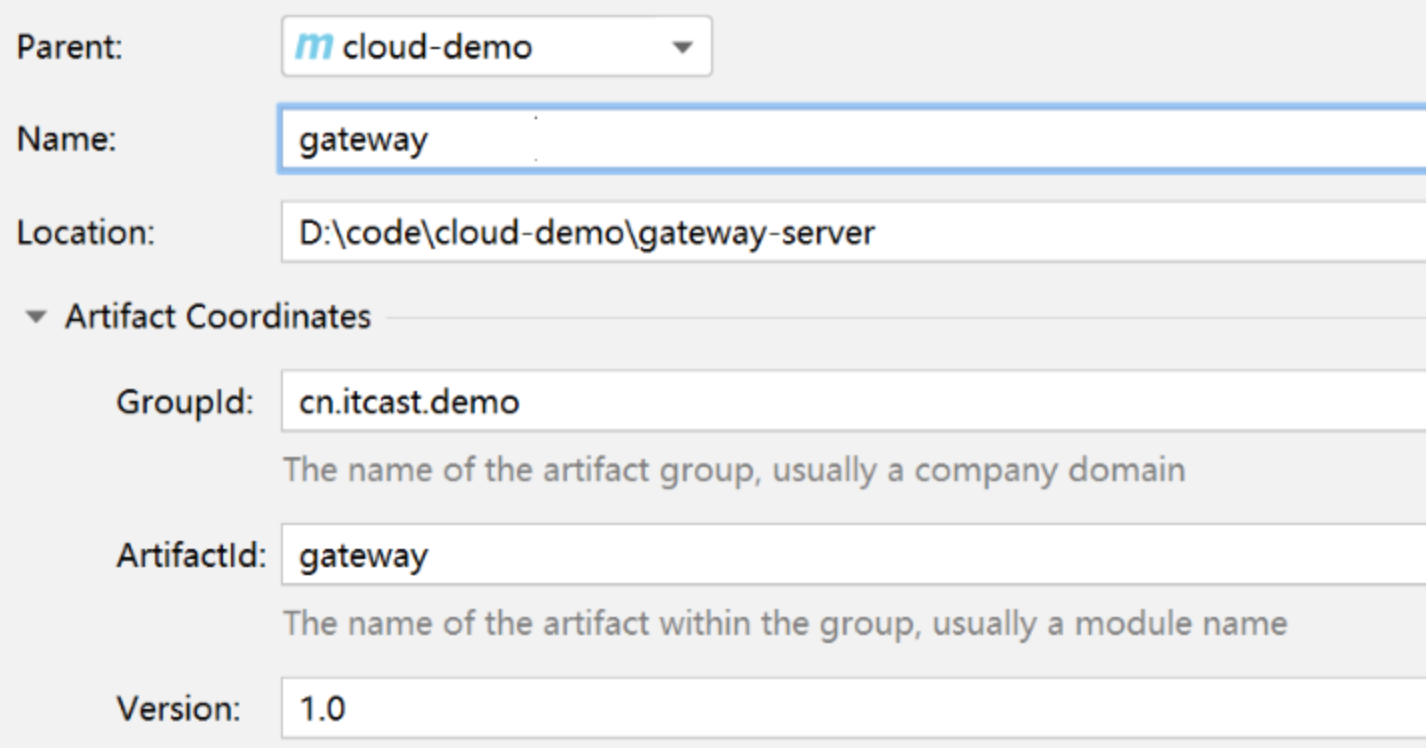 Parent: m cloud-demo
Name: gateway
Location: D:\code\cloud-demo\gateway-server
Artifact Coordinates
GroupId: cn.itcast.demo
The name of the artifact group, usually a company domain
ArtifactId: gateway
The name of the artifact within the group, usually a module name
Version: 1.0